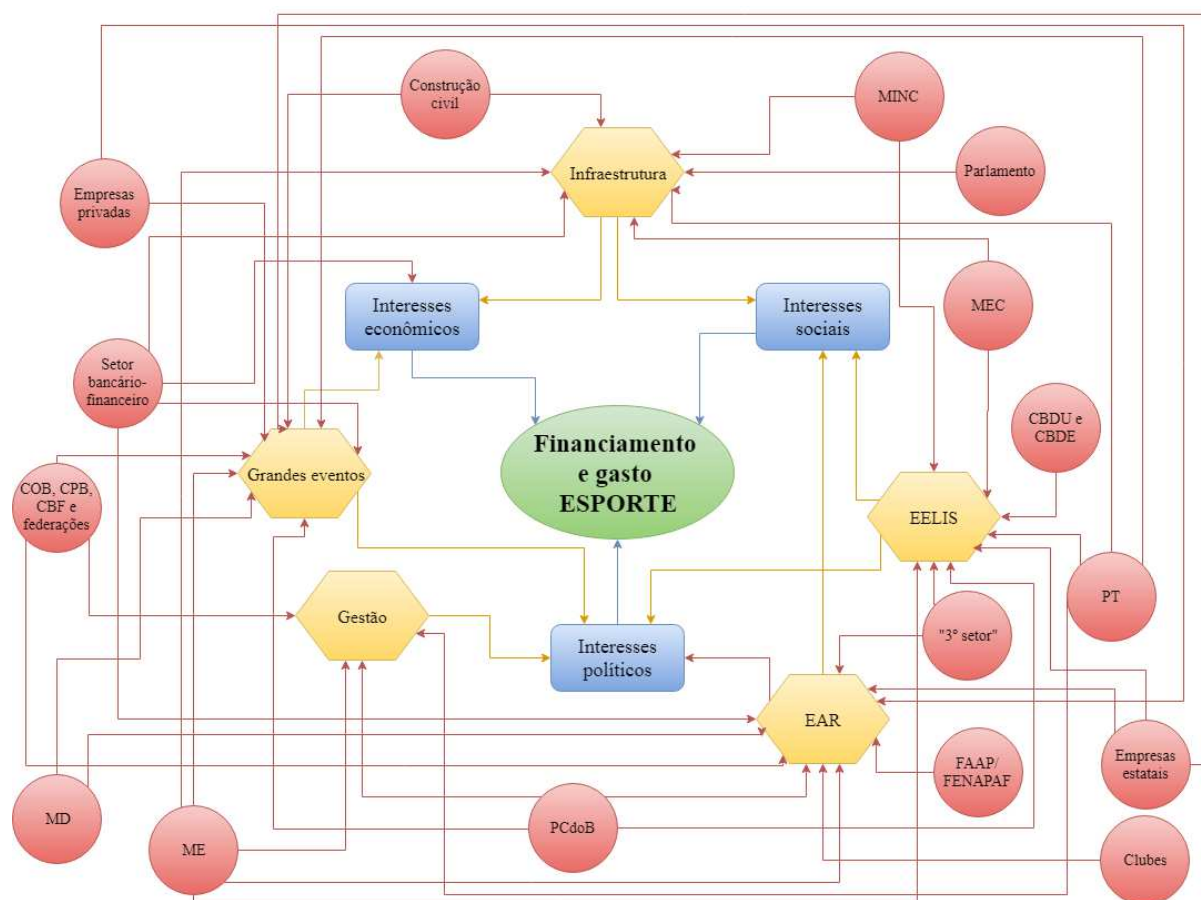 Construção
civil
MINC
Infraestrutura
Parlamento
Empresas
privadas
Interesses
econômicos
Interesses
sociais
MEC
Setor
bancário-
financeiro
CBDU e
CBDE
Financiamento
e gasto
ESPORTE
Grandes eventos
COB, CPB,
CBF e
federações
EELIS
PT
Gestão
"3º setor"
Interesses
políticos
EAR
FAAP/
FENAPAF
Empresas
estatais
MD
PCdoB
ME
Clubes